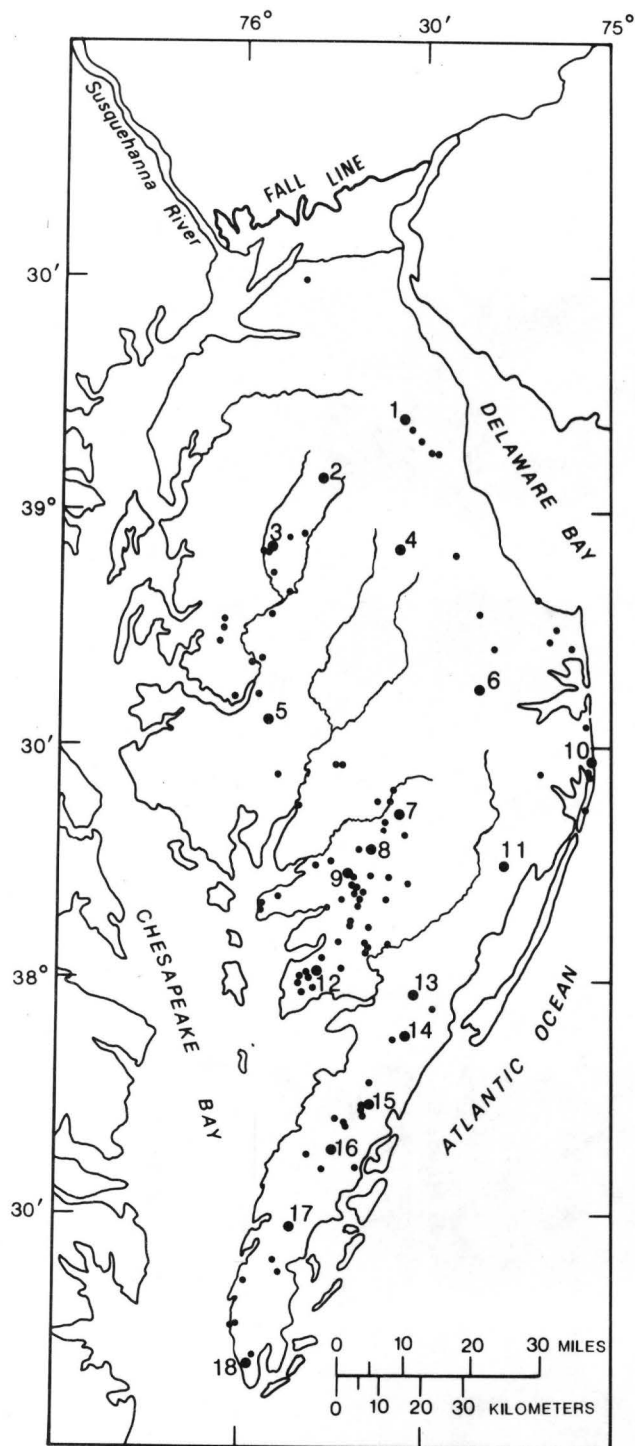 76° 30′ 75°
Susquehanna River
FALL LINE
30′
1
DELAWARE BAY
2
39°
3
4
6
5
30′
10
7
8
11
9
CHESAPEAKE BAY
38°
12
13
ATLANTIC OCEAN
14
15
16
30′
17
0 10 20 30 MILES
18
0 10 20 30 KILOMETERS